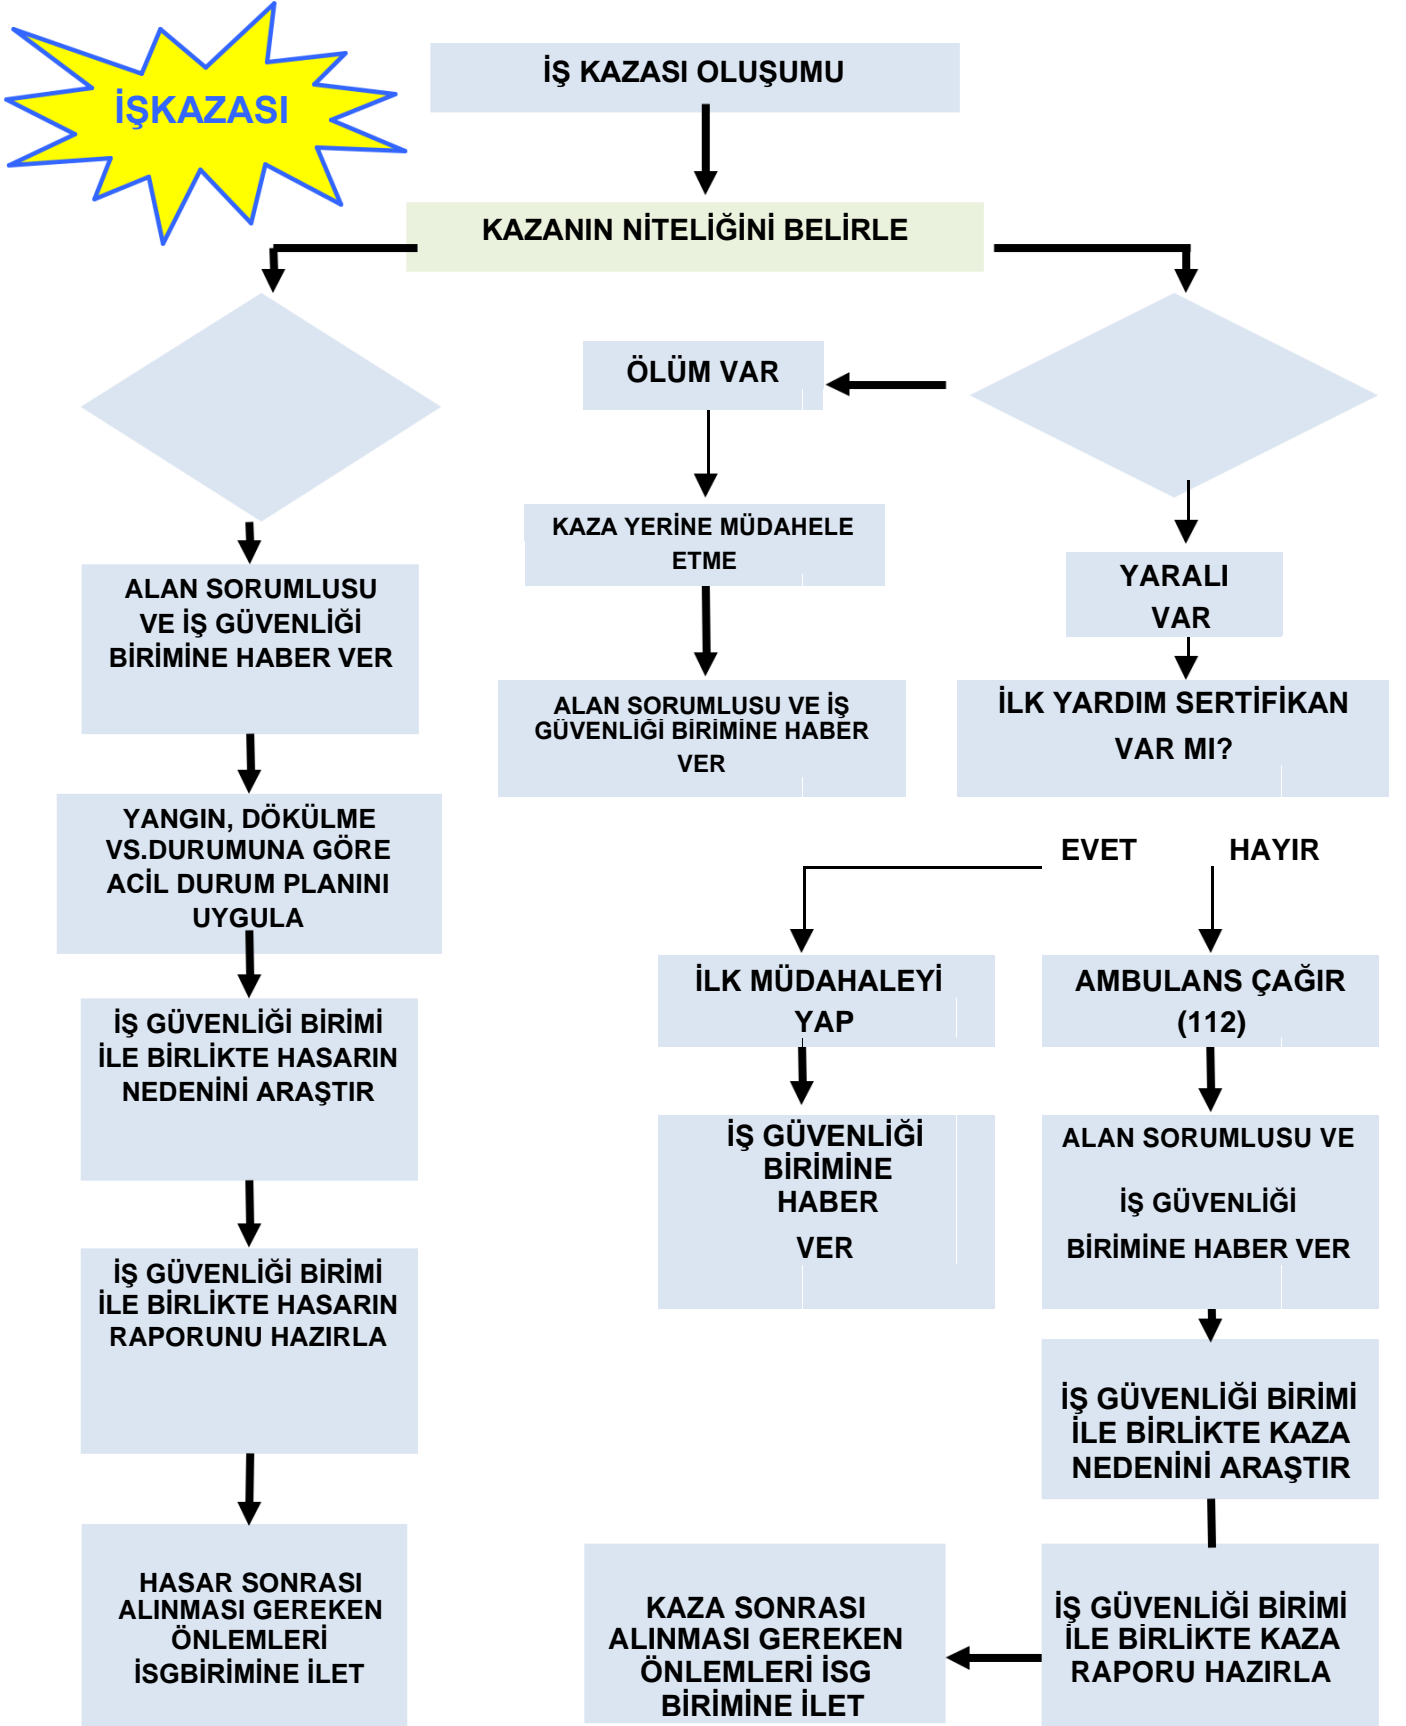 İŞKAZASI
İŞ KAZASI OLUŞUMU
KAZANIN NİTELİĞİNİ BELİRLE
ÖLÜM VAR
KAZA YERİNE MÜDAHELE
ETME
ALAN SORUMLUSU VE İŞ
GÜVENLİĞİ BİRİMİNE HABER
VER
YARALI
VAR
İLK YARDIM SERTİFİKAN
VAR MI?
EVET
HAYIR
İLK MÜDAHALEYİ
YAP
İŞ GÜVENLİĞİ
BİRİMİNE
HABER
VER
AMBULANS ÇAĞIR
(112)
ALAN SORUMLUSU VE
İŞ GÜVENLİĞİ
BİRİMİNE HABER VER
İŞ GÜVENLİĞİ BİRİMİ
İLE BİRLİKTE KAZA
NEDENİNİ ARAŞTIR
İŞ GÜVENLİĞİ BİRİMİ
İLE BİRLİKTE KAZA
RAPORU HAZIRLA
KAZA SONRASI
ALINMASI GEREKEN
ÖNLEMLERİ İSG
BİRİMİNE İLET
ALAN SORUMLUSU
VE İŞ GÜVENLİĞİ
BİRİMİNE HABER VER
YANGIN, DÖKÜLME
VS.DURUMUNA GÖRE
ACİL DURUM PLANINI
UYGULA
İŞ GÜVENLİĞİ BİRİMİ
İLE BİRLİKTE HASARIN
NEDENİNİ ARAŞTIR
İŞ GÜVENLİĞİ BİRİMİ
İLE BİRLİKTE HASARIN
RAPORUNU HAZIRLA
HASAR SONRASI
ALINMASI GEREKEN
ÖNLEMLERİ
İSGBİRİMİNE İLET